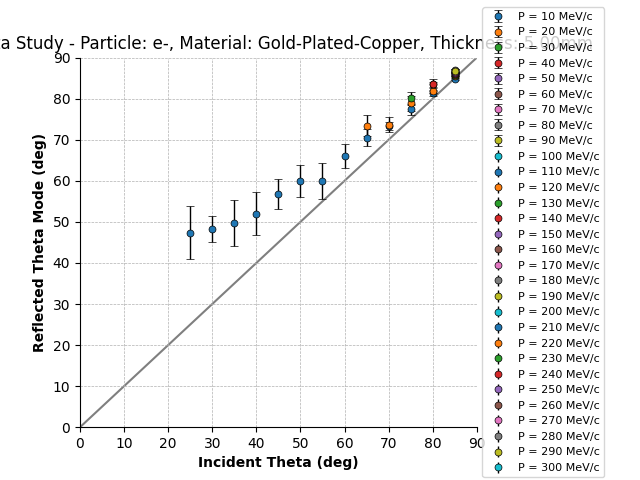 a Study - Particle: e-, Material: Gold-Plated-Copper, Thickness: 5.00mm
Reflected Theta Mode (deg)
90
80
70
60
50
40
30
20
10
0
0 10 20 30 40 50 60 70 80 90
Incident Theta (deg)
P = 10 MeV/c
P = 20 MeV/c
P = 30 MeV/c
P = 40 MeV/c
P = 50 MeV/c
P = 60 MeV/c
P = 70 MeV/c
P = 80 MeV/c
P = 90 MeV/c
P = 100 MeV/c
P = 110 MeV/c
P = 120 MeV/c
P = 130 MeV/c
P = 140 MeV/c
P = 150 MeV/c
P = 160 MeV/c
P = 170 MeV/c
P = 180 MeV/c
P = 190 MeV/c
P = 200 MeV/c
P = 210 MeV/c
P = 220 MeV/c
P = 230 MeV/c
P = 240 MeV/c
P = 250 MeV/c
P = 260 MeV/c
P = 270 MeV/c
P = 280 MeV/c
P = 290 MeV/c
P = 300 MeV/c